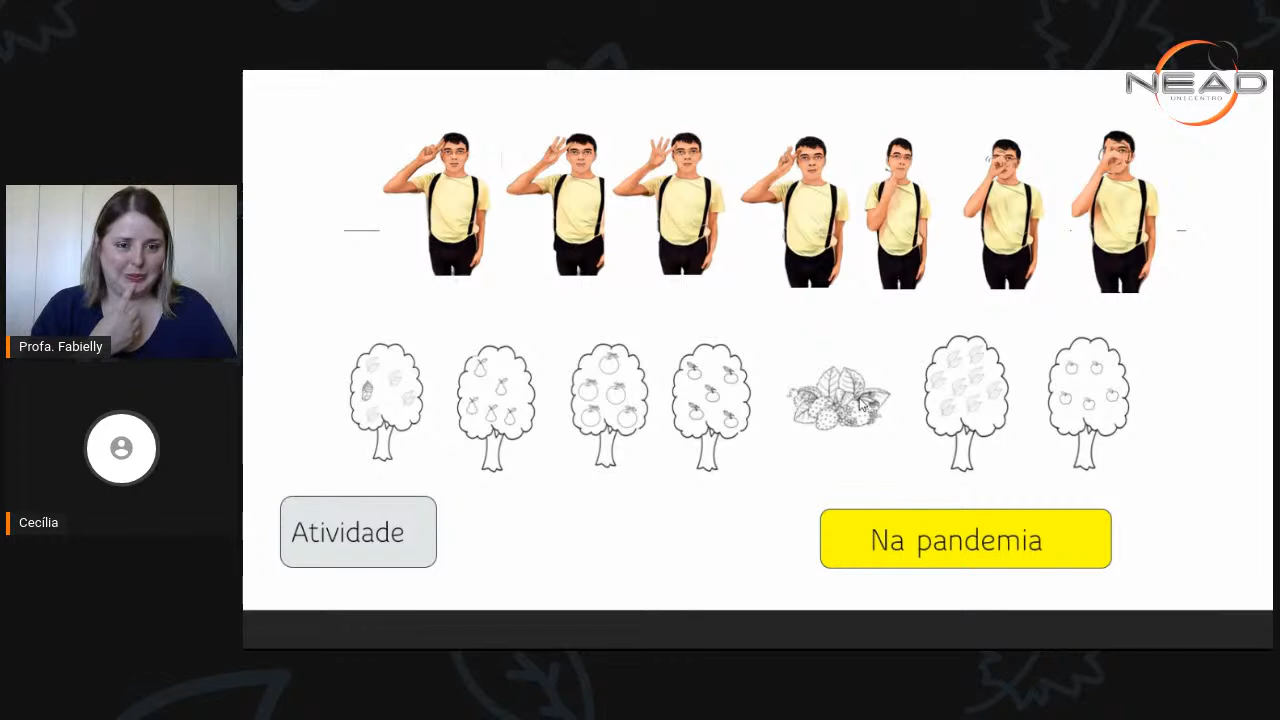 NEAD
UNICENTRO
Profa. Fabielly
Cecília
Atividade
Na pandemia